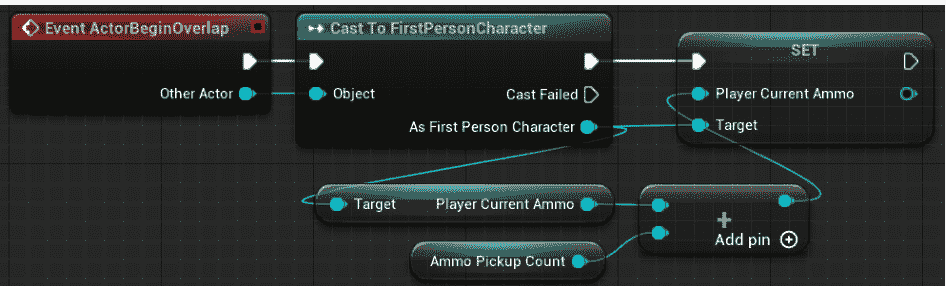 Event ActorBeginOverlap
Other Actor
Cast To FirstPersonCharacter
Object
Cast Failed
As First Person Character
SET
Player Current Ammo
Target
Target Player Current Ammo
Ammo Pickup Count
Add pin